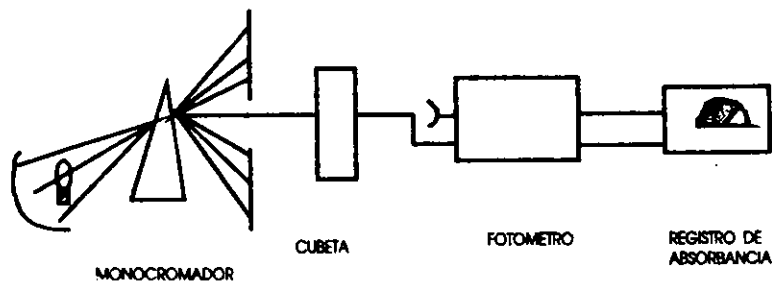 MONOCROMADOR
CUBETA
FOTOMETRO
REGISTRO DE
ABSORBANCIA